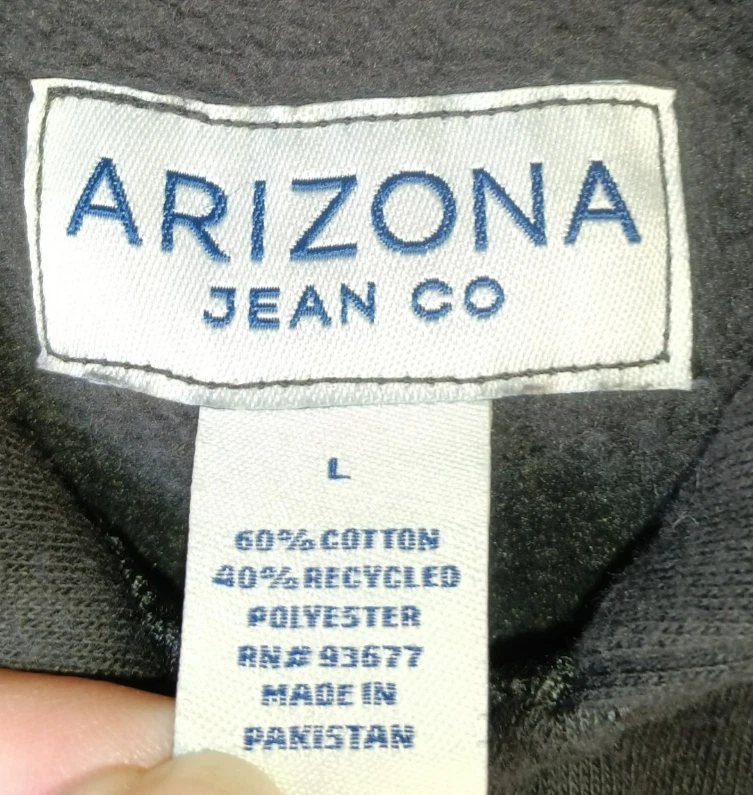 ARIZONA
JEAN CO
L
60% COTTON
40% RECYCLED
POLYESTER
RN# 93677
MADE IN
PAKISTAN